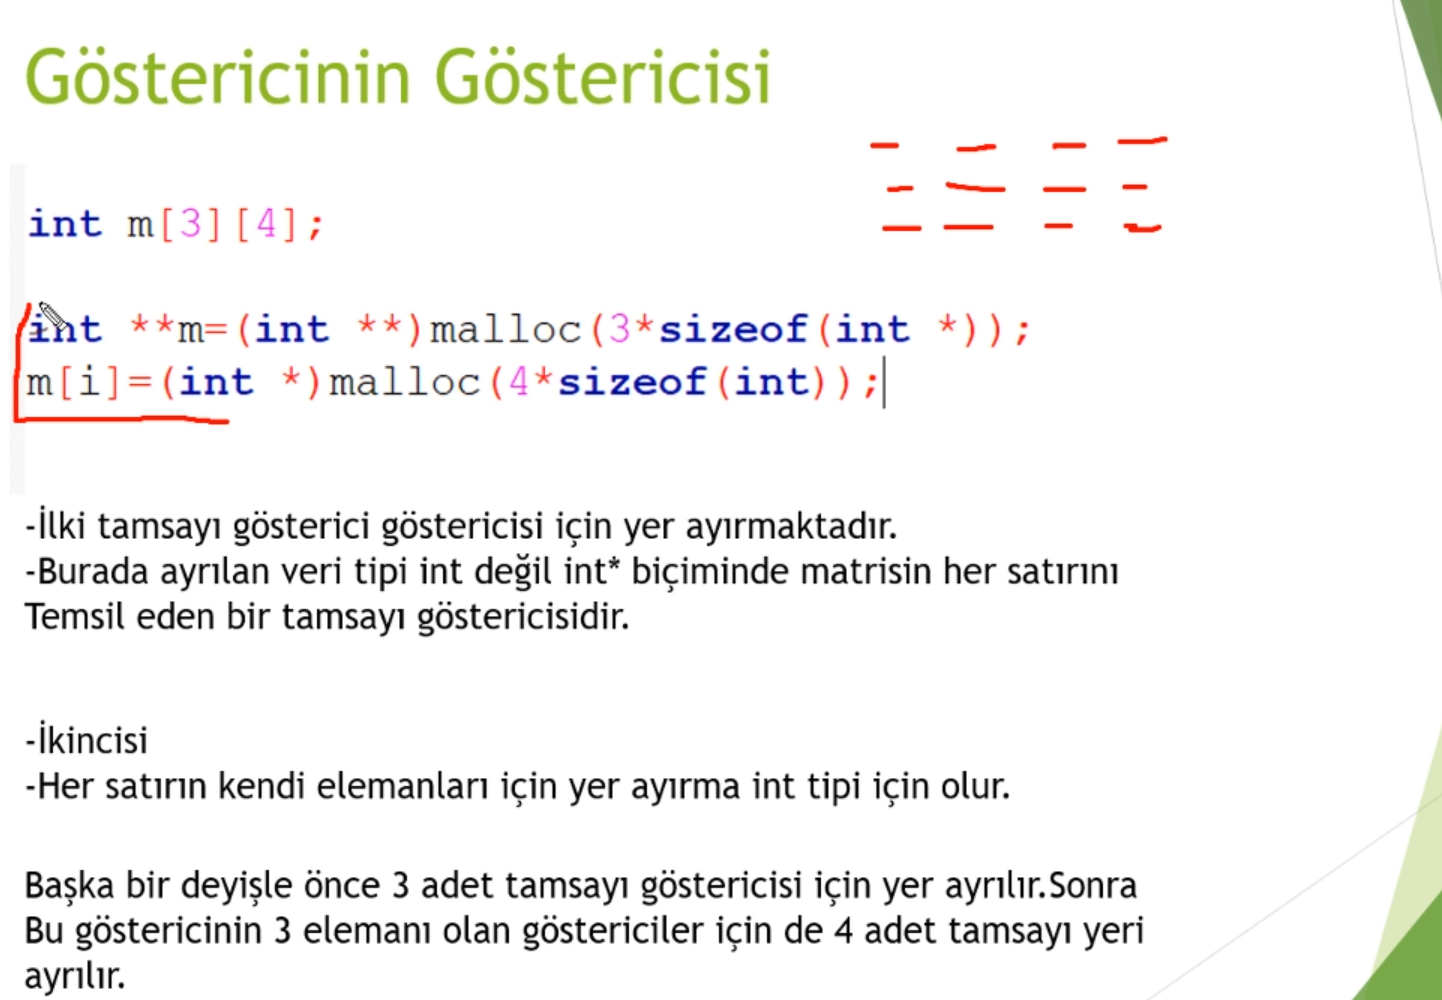 Göstericinin Göstericisi
int m[3][4];
int **m=(int **)malloc(3*sizeof(int *));
m[i]=(int *)malloc(4*sizeof(int));
-İlki tamsayı gösterici göstericisi için yer ayırmaktadır.
-Burada ayrılan veri tipi int değil int* biçiminde matrisin her satırını
Temsil eden bir tamsayı göstericisidir.
-İkincisi
-Her satırın kendi elemanları için yer ayırma int tipi için olur.
Başka bir deyişle önce 3 adet tamsayı göstericisi için yer ayrılır.Sonra
Bu göstericinin 3 elemanı olan göstericiler için de 4 adet tamsayı yeri
ayrılır.